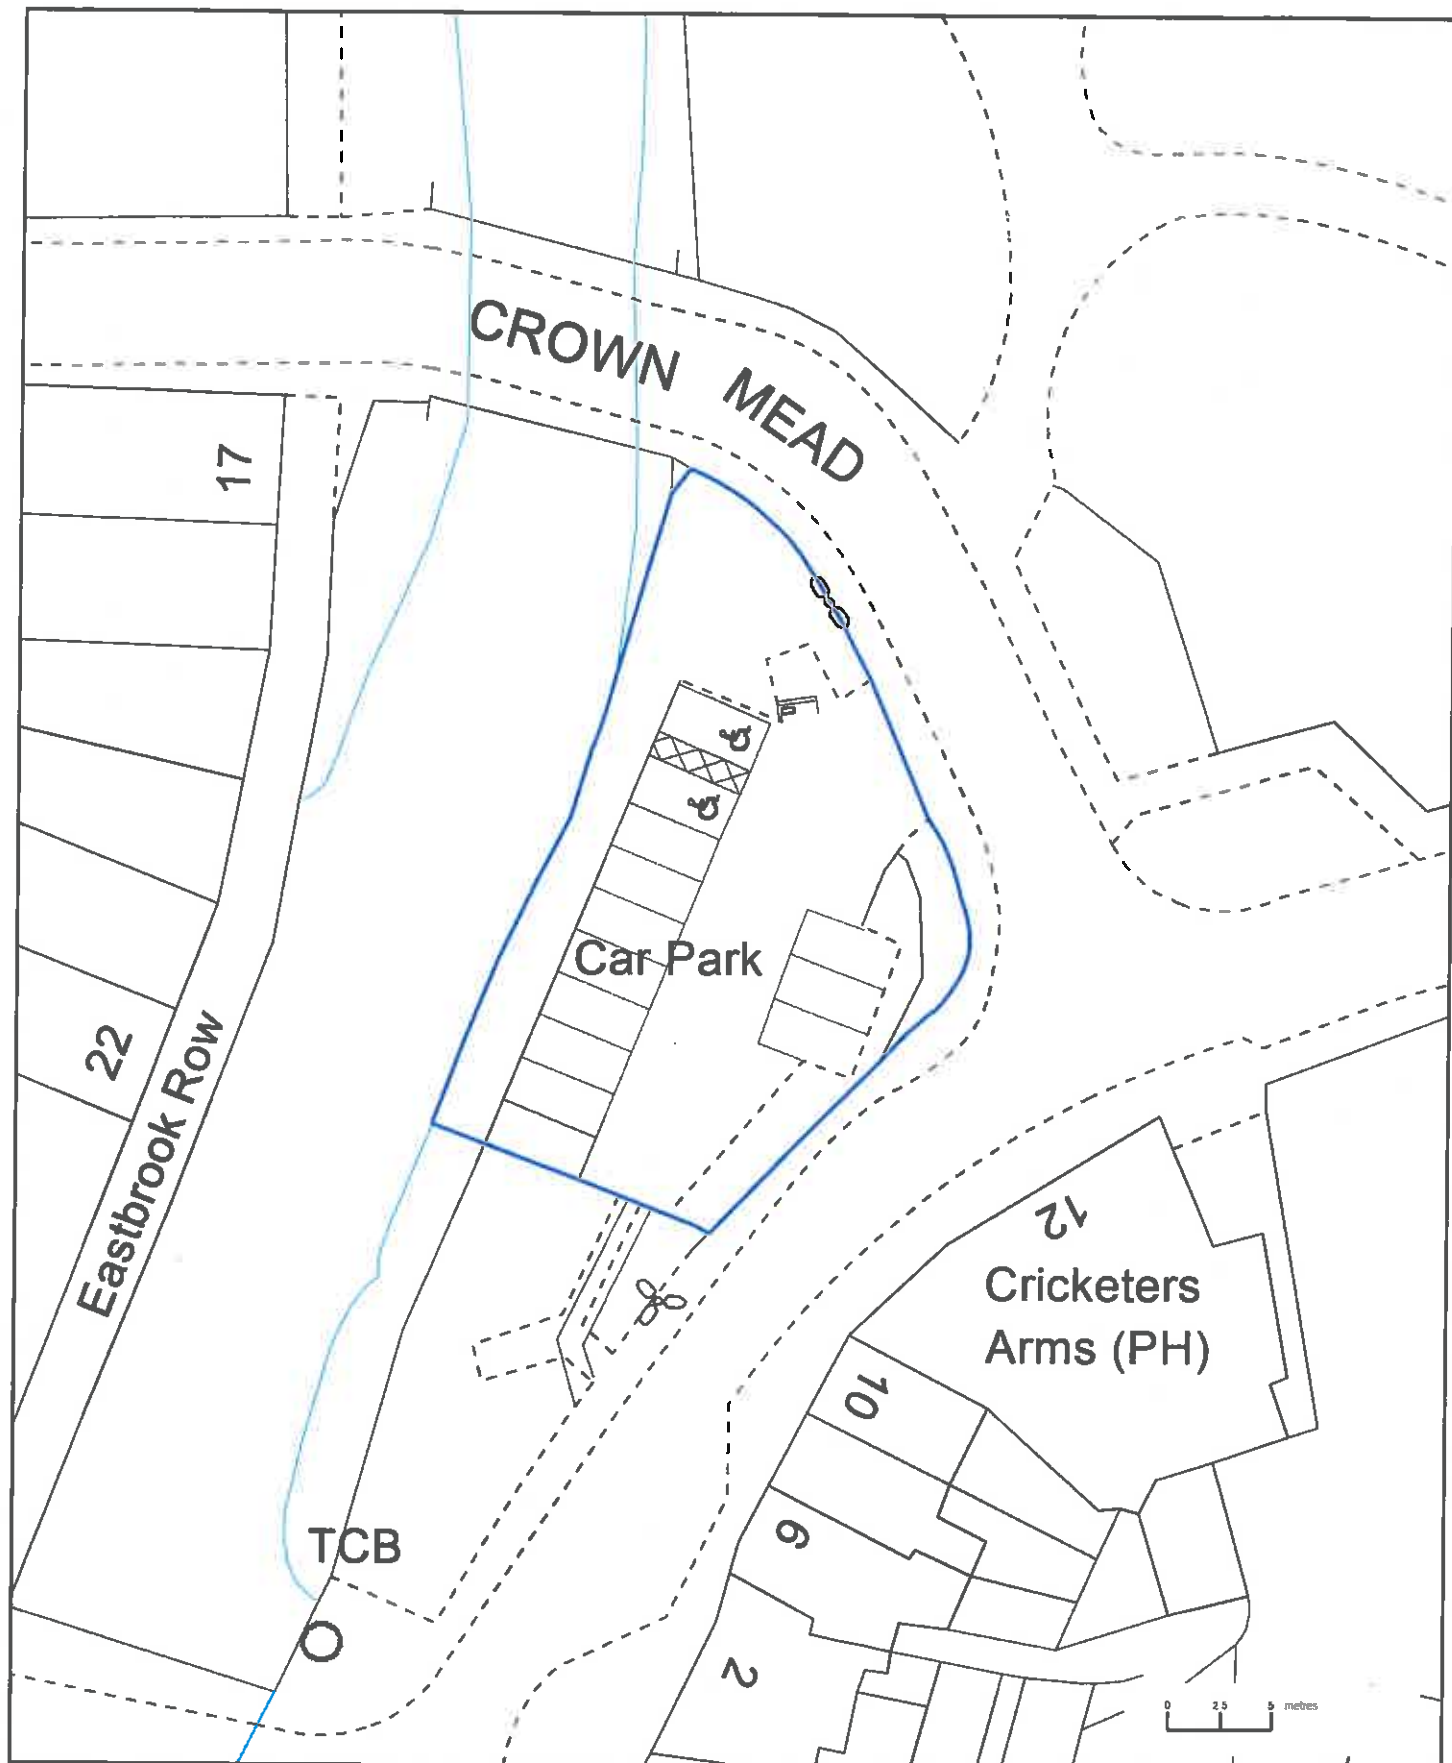 CROWN MEAD
17
Car Park
22
Eastbrook Row
12
Cricketers
Arms (PH)
10
6
TCB
2
0 2.5 5 metres